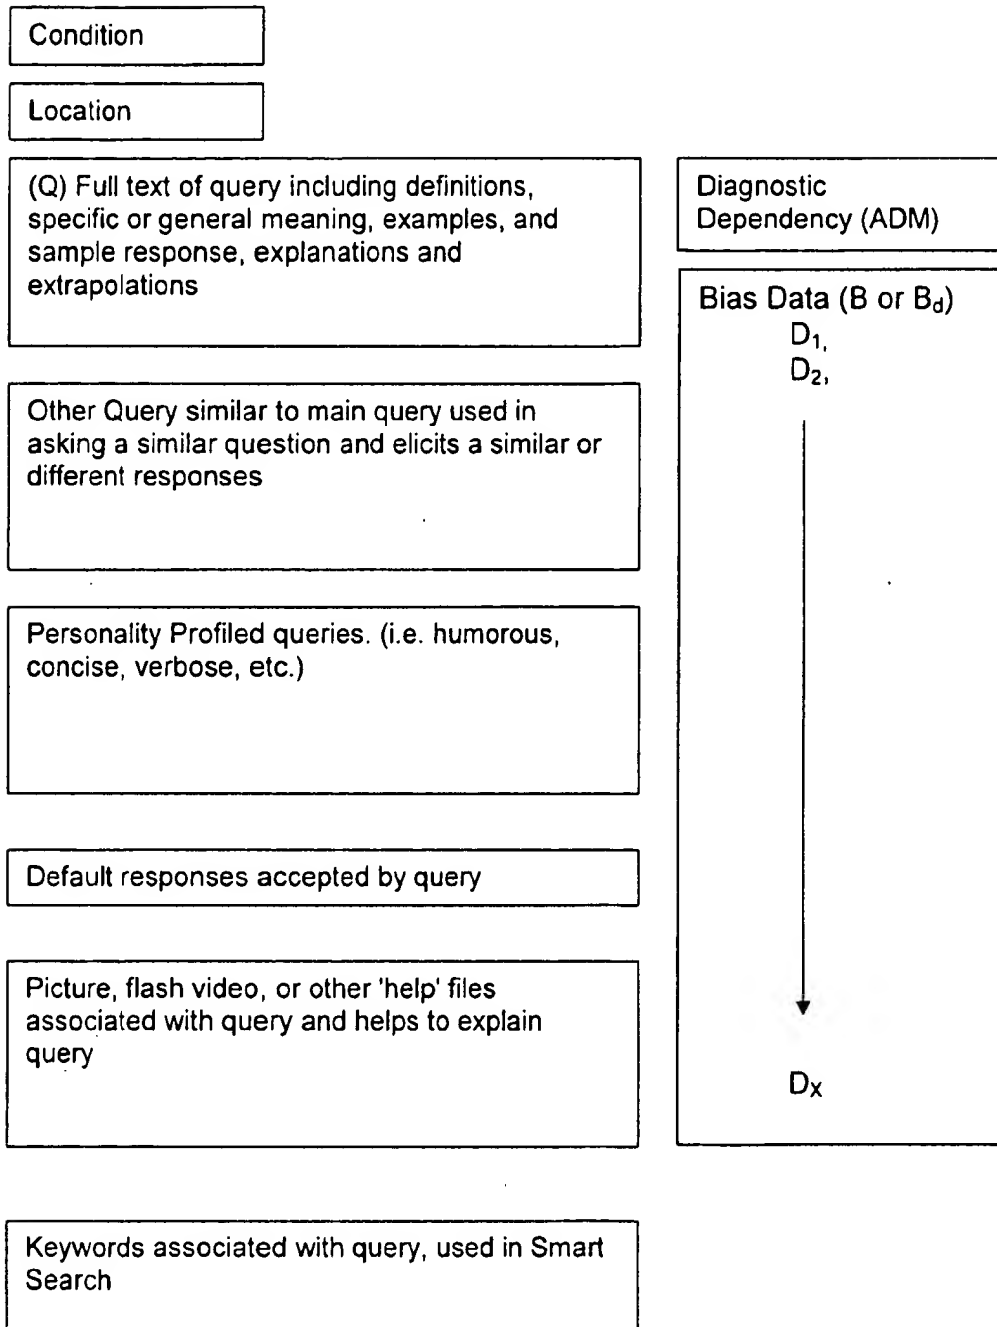 Condition
Location
(Q) Full text of query including definitions,
specific or general meaning, examples, and
sample response, explanations and
extrapolations
Other Query similar to main query used in
asking a similar question and elicits a similar or
different responses
Personality Profiled queries. (i.e. humorous,
concise, verbose, etc.)
Default responses accepted by query
Picture, flash video, or other 'help' files
associated with query and helps to explain
query
Keywords associated with query, used in Smart
Search
Diagnostic
Dependency (ADM)
Bias Data (B or Bd)
D1,
D2,
DX